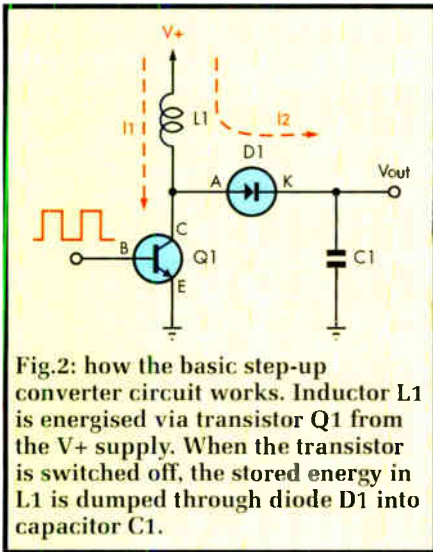 V+
I1
L1
I2
D1
Vout
A
K
C
B
Q1
C1
E
Fig.2: how the basic step-up
converter circuit works. Inductor L1
is energised via transistor Q1 from
the V+ supply. When the transistor
is switched off, the stored energy in
L1 is dumped through diode D1 into
capacitor C1.